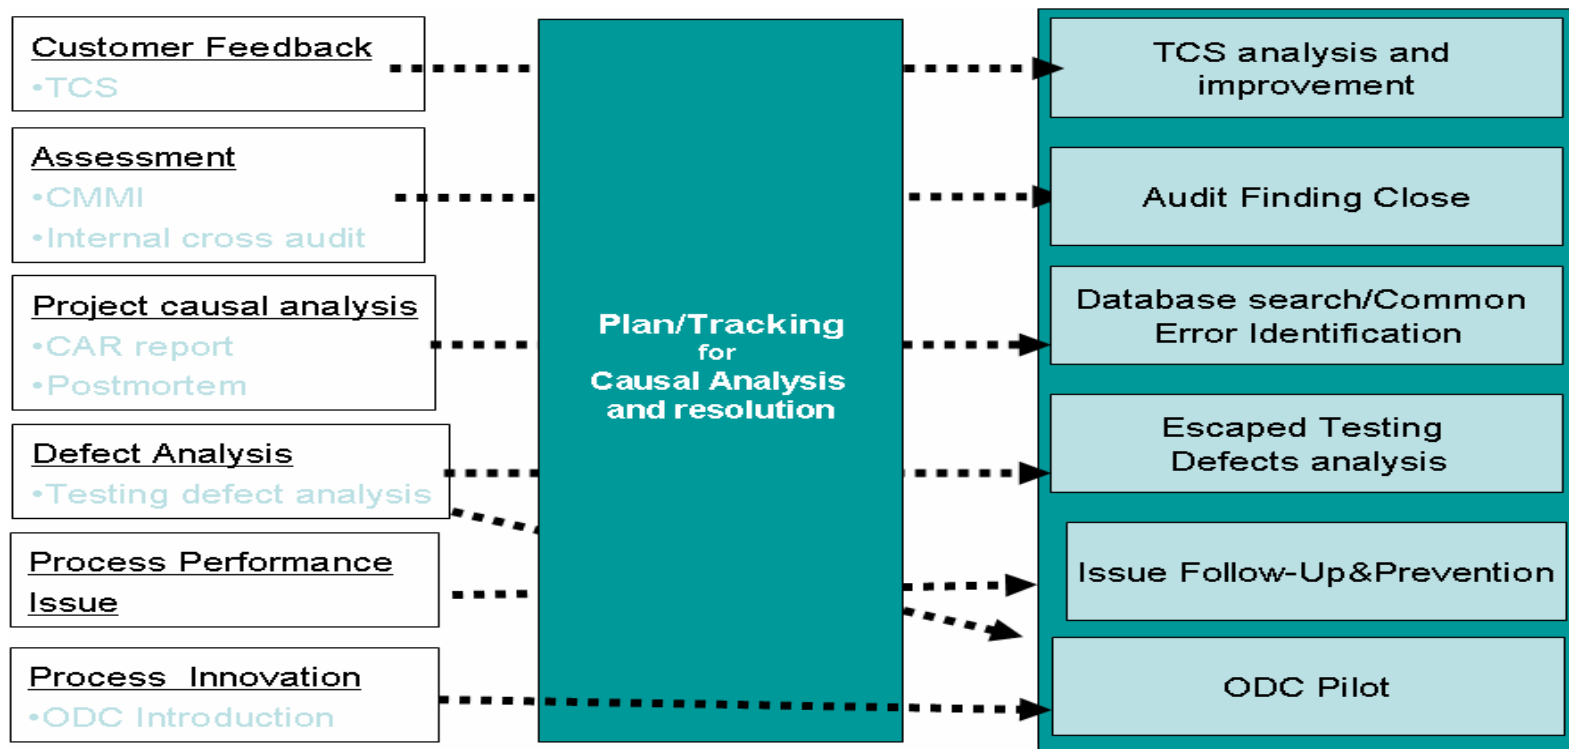 Customer Feedback
•TCS
Assessment
•CMMI
•Internal cross audit
Project causal analysis
•CAR report
•Postmortem
Defect Analysis
•Testing defect analysis
Process Performance
Issue
Process Innovation
•ODC Introduction
Plan/Tracking
for
Causal Analysis
and resolution
TCS analysis and
improvement
Audit Finding Close
Database search/Common
Error Identification
Escaped Testing
Defects analysis
Issue Follow-Up&Prevention
ODC Pilot